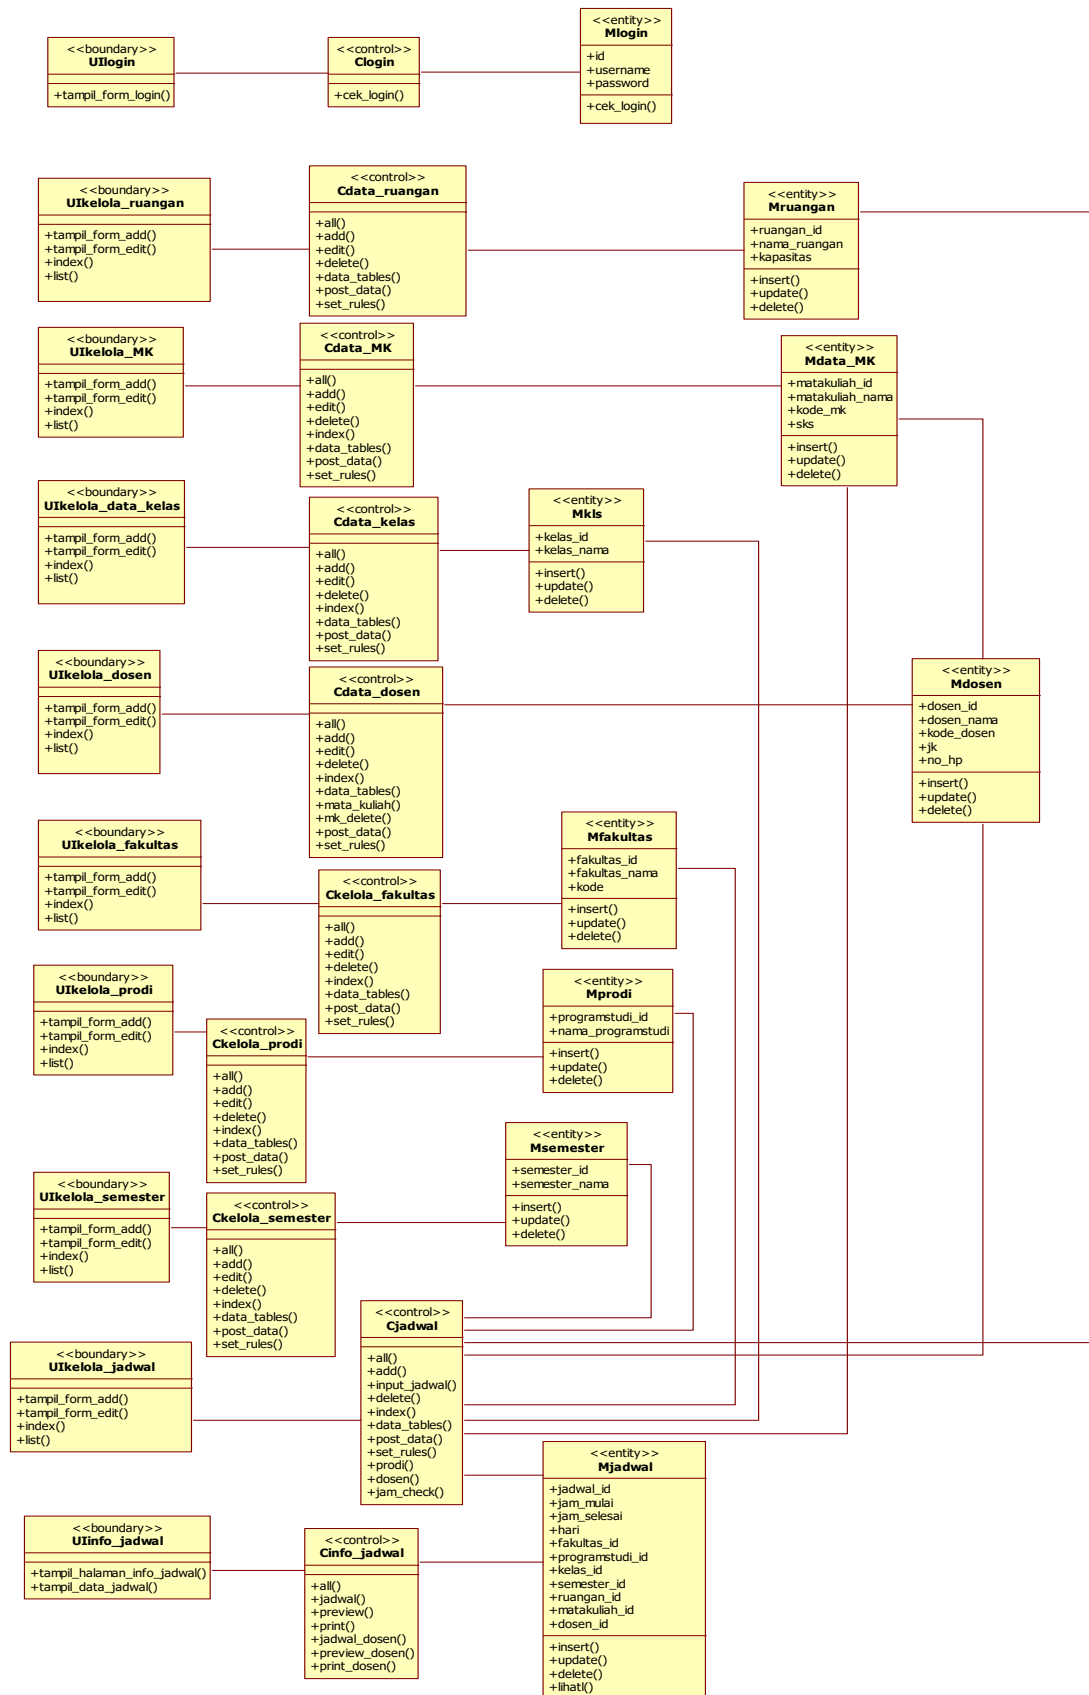 <<boundary>>
UIlogin
+tampil_form_login()
<<control>>
Clogin
+cek_login()
<<entity>>
Mlogin
+id
+username
+password
+cek_login()
<<boundary>>
UIkelola_ruangan
+tampil_form_add()
+tampil_form_edit()
+index()
+list()
<<control>>
Cdata_ruangan
+all()
+add()
+edit()
+delete()
+data_tables()
+post_data()
+set_rules()
<<entity>>
Mruangan
+ruangan_id
+nama_ruangan
+kapasitas
+insert()
+update()
+delete()
<<boundary>>
UIkelola_MK
+tampil_form_add()
+tampil_form_edit()
+index()
+list()
<<control>>
Cdata_MK
+all()
+add()
+edit()
+delete()
+index()
+data_tables()
+post_data()
+set_rules()
<<entity>>
Mdata_MK
+matakuliah_id
+matakuliah_nama
+kode_mk
+sks
+insert()
+update()
+delete()
<<boundary>>
UIkelola_data_kelas
+tampil_form_add()
+tampil_form_edit()
+index()
+list()
<<control>>
Cdata_kelas
+all()
+add()
+edit()
+delete()
+index()
+data_tables()
+post_data()
+set_rules()
<<entity>>
Mkls
+kelas_id
+kelas_nama
+insert()
+update()
+delete()
<<boundary>>
UIkelola_dosen
+tampil_form_add()
+tampil_form_edit()
+index()
+list()
<<control>>
Cdata_dosen
+all()
+add()
+edit()
+delete()
+index()
+data_tables()
+mata_kuliah()
+mk_delete()
+post_data()
+set_rules()
<<entity>>
Mdosen
+dosen_id
+dosen_nama
+kode_dosen
+jk
+no_hp
+insert()
+update()
+delete()
<<boundary>>
UIkelola_fakultas
+tampil_form_add()
+tampil_form_edit()
+index()
+list()
<<control>>
Ckelola_fakultas
+all()
+add()
+edit()
+delete()
+index()
+data_tables()
+post_data()
+set_rules()
<<entity>>
Mfakultas
+fakultas_id
+fakultas_nama
+kode
+insert()
+update()
+delete()
<<boundary>>
UIkelola_prodi
+tampil_form_add()
+tampil_form_edit()
+index()
+list()
<<control>>
Ckelola_prodi
+all()
+add()
+edit()
+delete()
+index()
+data_tables()
+post_data()
+set_rules()
<<entity>>
Mprodi
+programstudi_id
+nama_programstudi
+insert()
+update()
+delete()
<<boundary>>
UIkelola_semester
+tampil_form_add()
+tampil_form_edit()
+index()
+list()
<<control>>
Ckelola_semester
+all()
+add()
+edit()
+delete()
+index()
+data_tables()
+post_data()
+set_rules()
<<entity>>
Msemester
+semester_id
+semester_nama
+insert()
+update()
+delete()
<<boundary>>
UIkelola_jadwal
+tampil_form_add()
+tampil_form_edit()
+index()
+list()
<<control>>
Cjadwal
+all()
+add()
+input_jadwal()
+delete()
+index()
+data_tables()
+post_data()
+set_rules()
+prodi()
+dosen()
+jam_check()
<<entity>>
Mjadwal
+jadwal_id
+jam_mulai
+jam_selesai
+hari
+fakultas_id
+programstudi_id
+kelas_id
+semester_id
+ruangan_id
+matakuliah_id
+dosen_id
+insert()
+update()
+delete()
+lihatl()
<<boundary>>
UIinfo_jadwal
+tampil_halaman_info_jadwal()
+tampil_data_jadwal()
<<control>>
Cinfo_jadwal
+all()
+jadwal()
+preview()
+print()
+jadwal_dosen()
+preview_dosen()
+print_dosen()